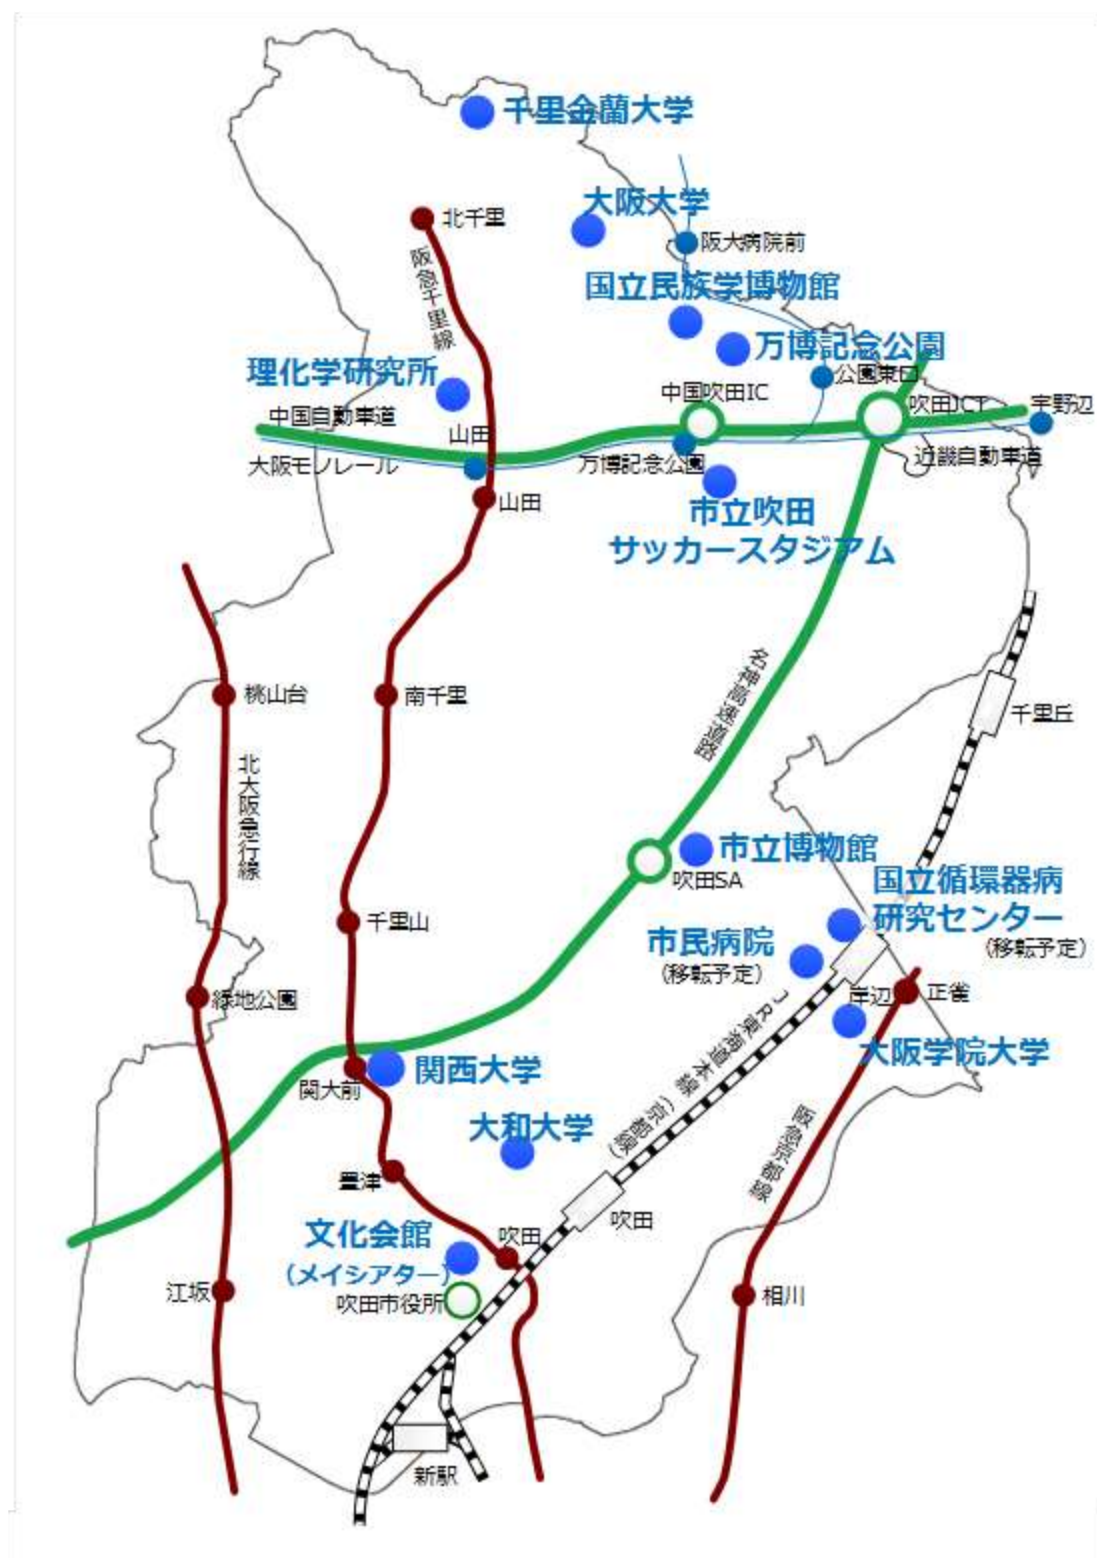 千里金蘭大学
大阪大学
北千里
阪大病院前
阪急千里線
国立民族学博物館
万博記念公園
理化学研究所
公園東口
中国吹田IC
中国自動車道
吹田JCT
宇野辺
山田
大阪モノレール
万博記念公園
近畿自動車道
山田
市立吹田
サッカースタジアム
名神高速道路
桃山台
南千里
千里丘
北大阪急行線
市立博物館
吹田SA
国立循環器病
研究センター
(移転予定)
千里山
市民病院
(移転予定)
緑地公園
岸辺
正雀
JR東海道本線(京都線)
大阪学院大学
関西大学
関大前
大和大学
阪急京都線
豊津
吹田
文化会館
(メイシアター)
吹田
江坂
吹田市役所
相川
新駅